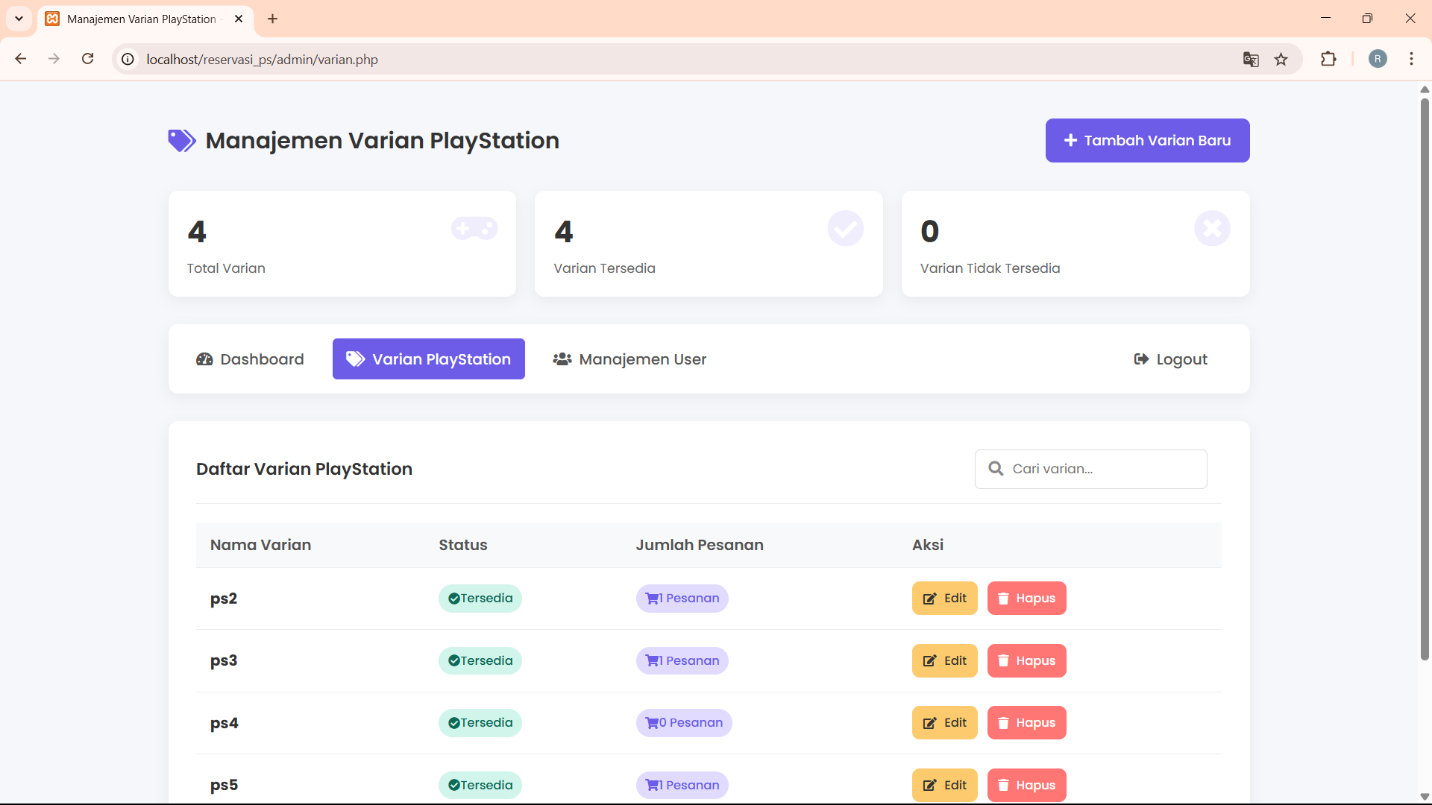 Manajemen Varian PlayStation
localhost/reservasi_ps/admin/varian.php
R
Manajemen Varian PlayStation
Tambah Varian Baru
4
Total Varian
4
Varian Tersedia
0
Varian Tidak Tersedia
Dashboard Varian PlayStation Manajemen User Logout
Daftar Varian PlayStation
Cari varian...
Nama Varian Status Jumlah Pesanan Aksi
ps2 Tersedia 1 Pesanan Edit Hapus
ps3 Tersedia 1 Pesanan Edit Hapus
ps4 Tersedia 0 Pesanan Edit Hapus
ps5 Tersedia 1 Pesanan Edit Hapus